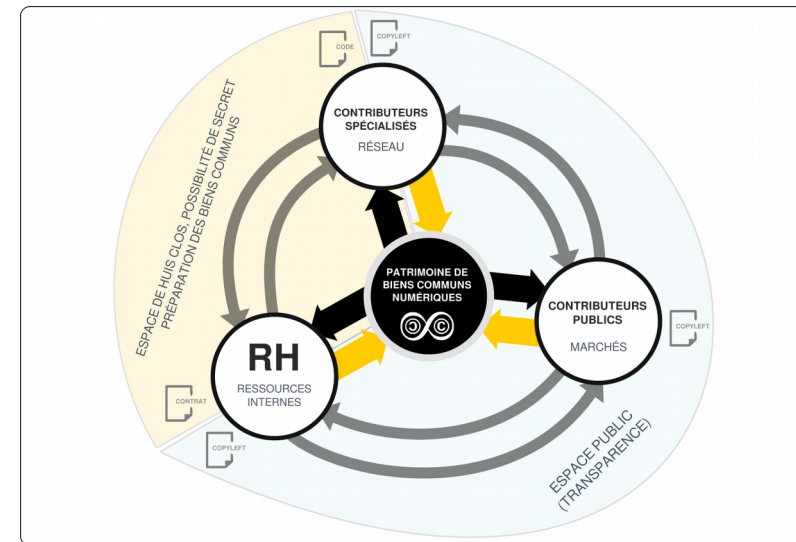 CODE
COPYLEFT
CONTRIBUTEURS
SPÉCIALISÉS
RÉSEAU
ESPACE DE HUIS CLOS, POSSIBILITÉ DE SECRET
PRÉPARATION DES BIENS COMMUNS
PATRIMOINE DE
BIENS COMMUNS
NUMÉRIQUES
CONTRIBUTEURS
PUBLICS
MARCHÉS
COPYLEFT
RH
RESSOURCES
INTERNES
CONTRAT
COPYLEFT
ESPACE PUBLIC
(TRANSPARENCE)